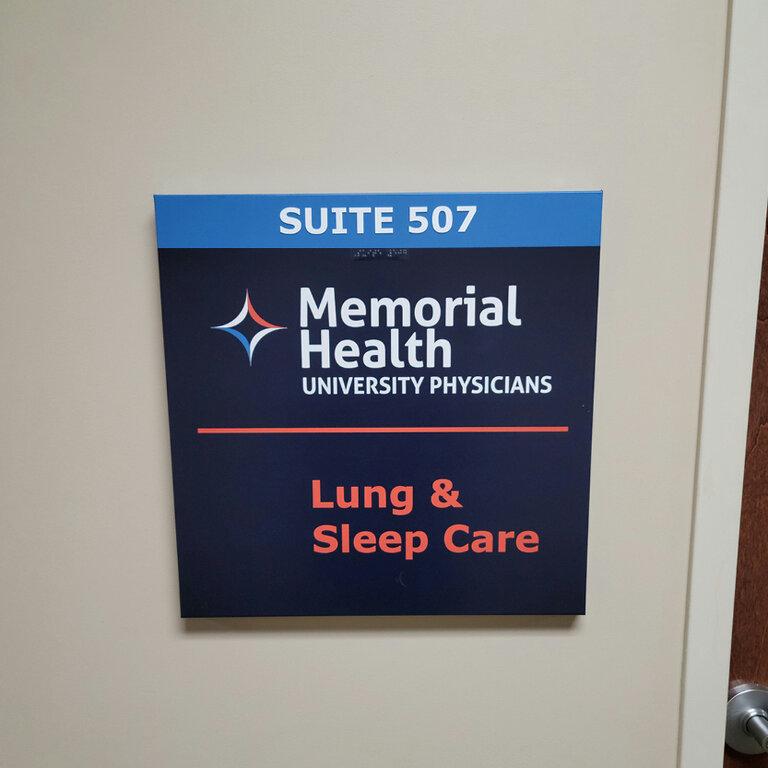 SUITE 507
Memorial
Health
UNIVERSITY PHYSICIANS
Lung &
Sleep Care